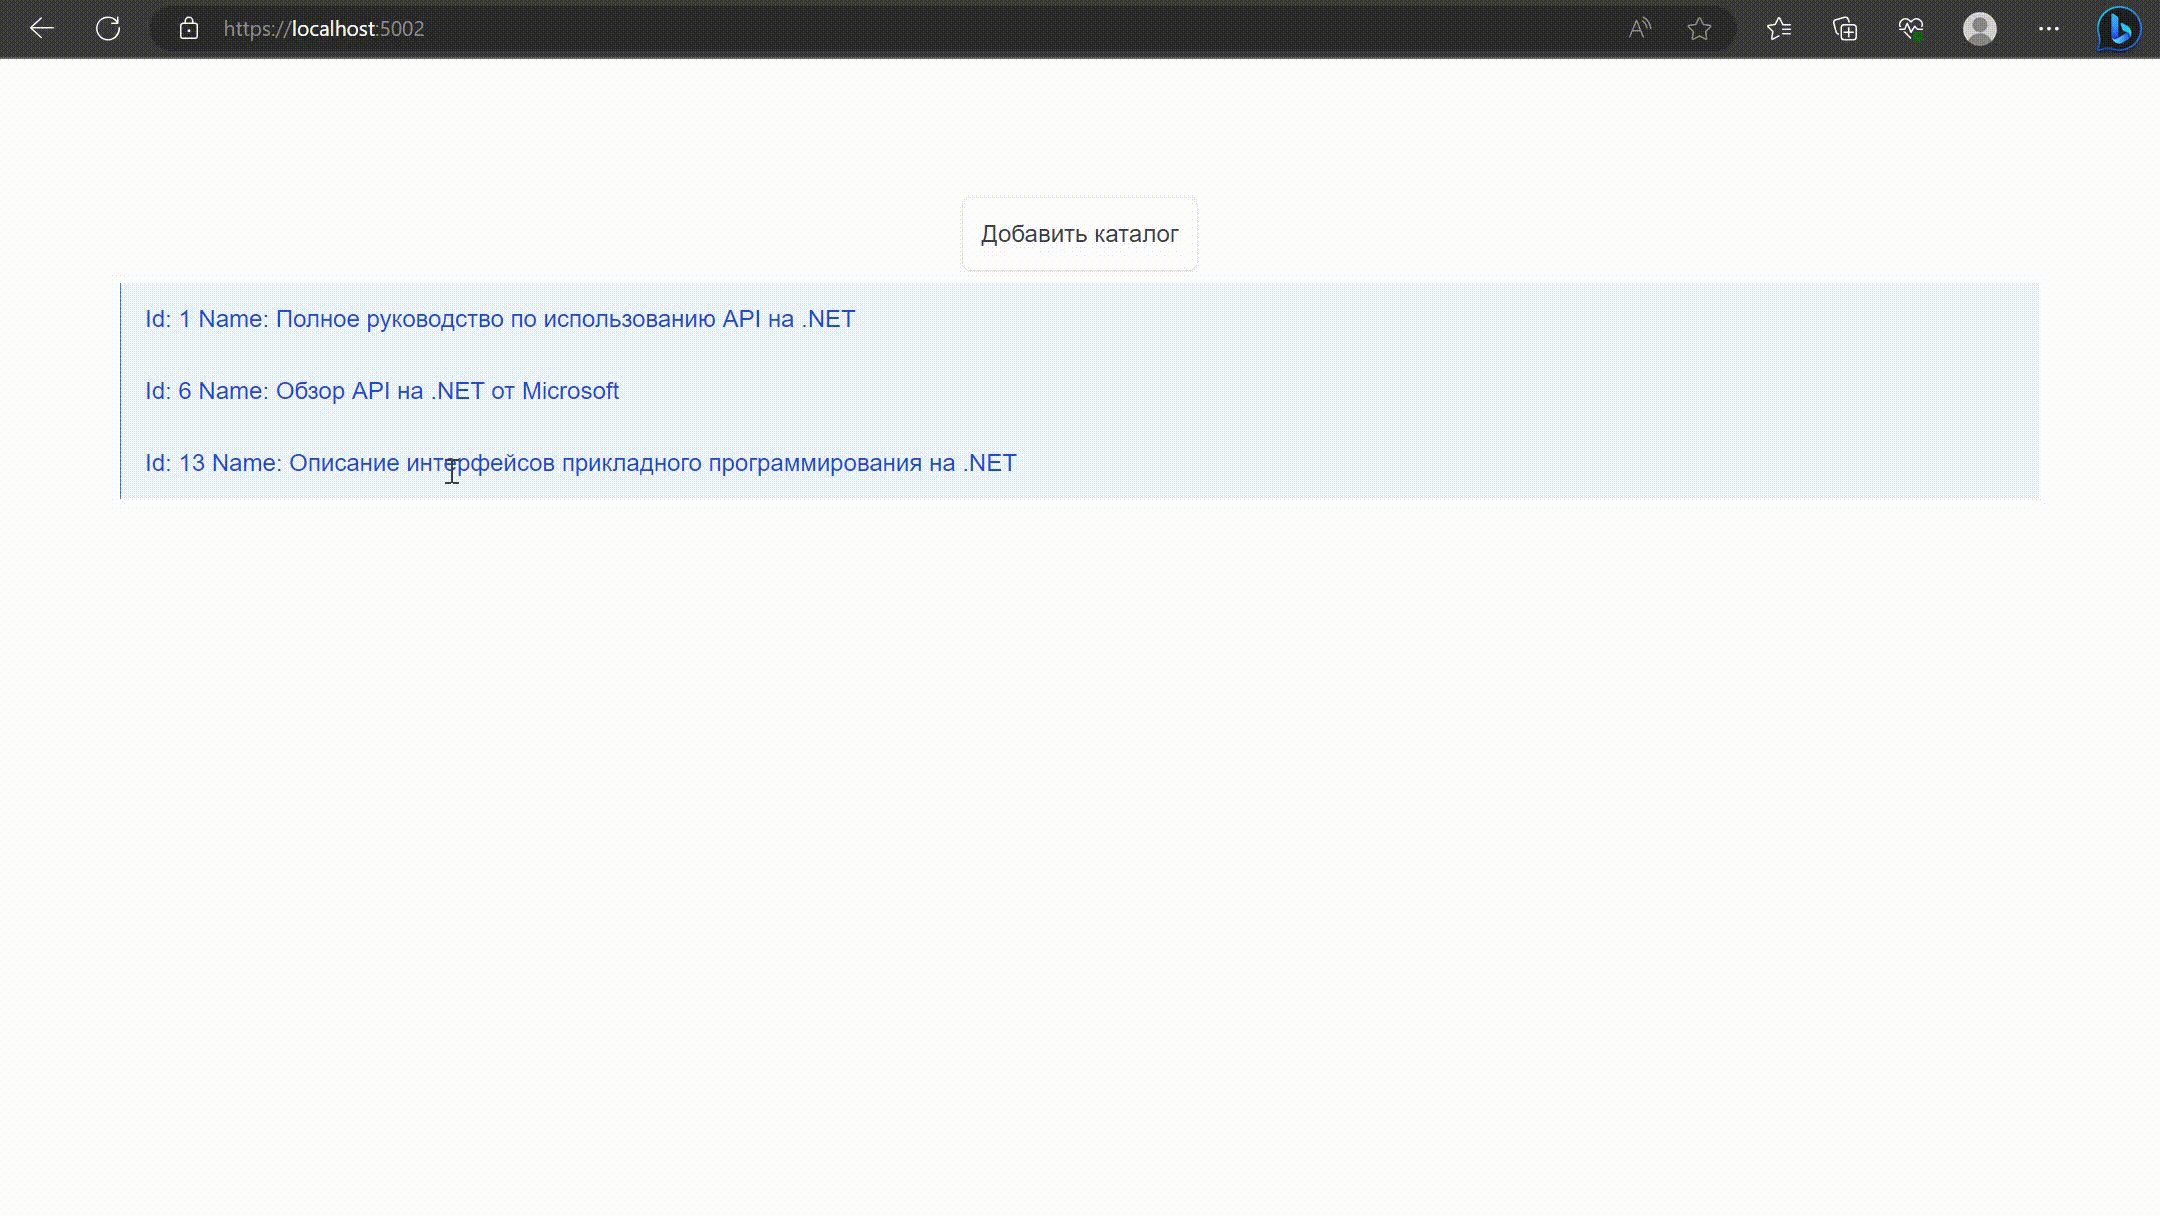 https://localhost:5002
Добавить каталог
Id: 1 Name: Полное руководство по использованию API на .NET
Id: 6 Name: Обзор API на .NET от Microsoft
Id: 13 Name: Описание интерфейсов прикладного программирования на .NET